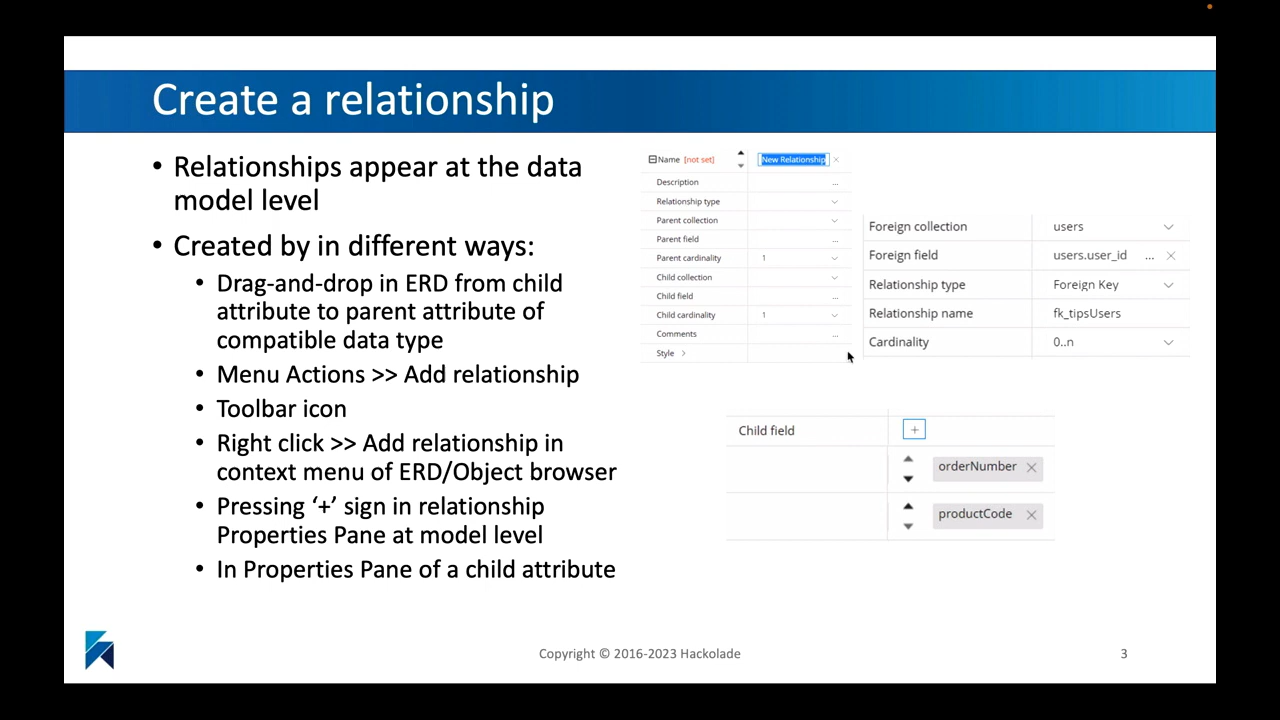 Create a relationship
• Relationships appear at the data
model level
• Created by in different ways:
• Drag-and-drop in ERD from child
attribute to parent attribute of
compatible data type
• Menu Actions >> Add relationship
• Toolbar icon
• Right click >> Add relationship in
context menu of ERD/Object browser
• Pressing ‘+’ sign in relationship
Properties Pane at model level
• In Properties Pane of a child attribute
Name [not set] New Relationship
Description ...
Relationship type
Parent collection
Parent field ...
Parent cardinality 1
Child collection
Child field ...
Child cardinality 1
Comments ...
Style
Foreign collection users
Foreign field users.user_id ...
Relationship type Foreign Key
Relationship name fk_tipsUsers
Cardinality 0..n
Child field +
orderNumber
productCode
Copyright © 2016-2023 Hackolade
3